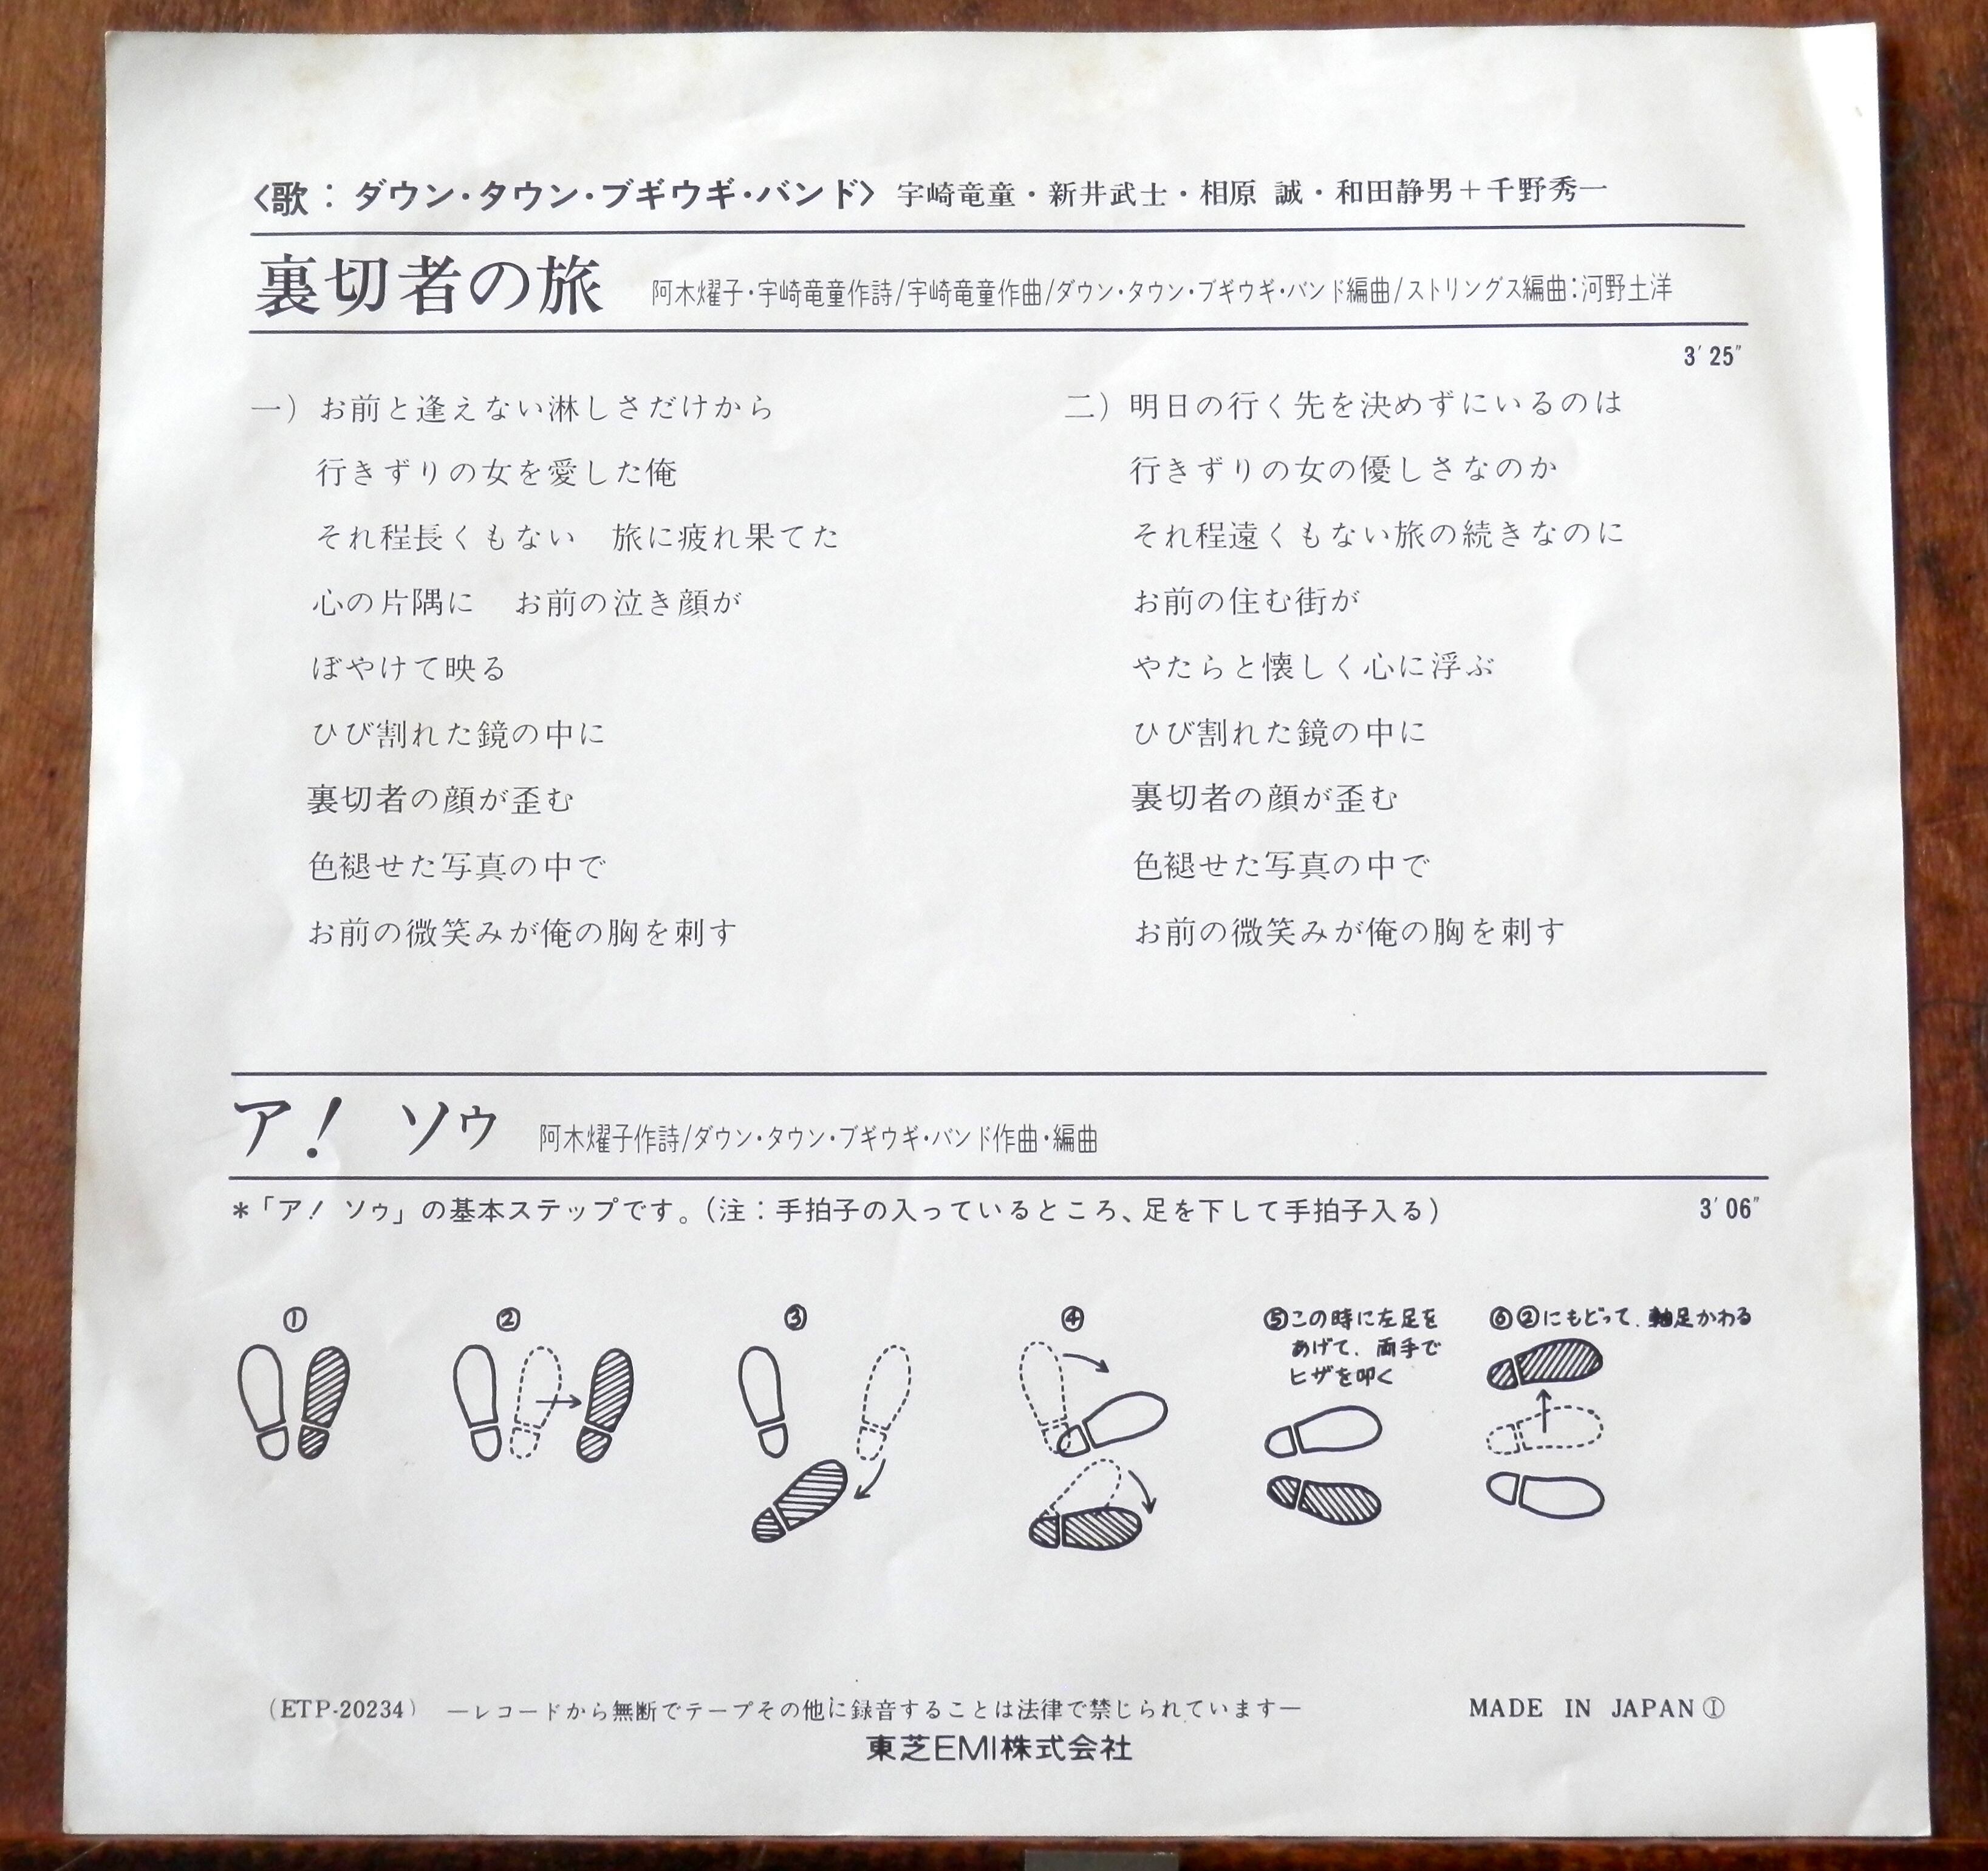 〈歌：ダウン・タウン・ブギウギ・バンド〉宇崎竜童・新井武士・相原 誠・和田静男＋千野秀一
裏切者の旅 阿木燿子・宇崎竜童作詩/宇崎竜童作曲/ダウン・タウン・ブギウギ・バンド編曲/ストリングス編曲：河野土洋
3′25″
一）お前と逢えない淋しさだけから
行きずりの女を愛した俺
それ程長くもない　旅に疲れ果てた
心の片隅に　お前の泣き顔が
ぼやけて映る
ひび割れた鏡の中に
裏切者の顔が歪む
色褪せた写真の中で
お前の微笑みが俺の胸を刺す
二）明日の行く先を決めずにいるのは
行きずりの女の優しさなのか
それ程遠くもない旅の続きなのに
お前の住む街が
やたらと懐しく心に浮ぶ
ひび割れた鏡の中に
裏切者の顔が歪む
色褪せた写真の中で
お前の微笑みが俺の胸を刺す
ア！ ソゥ 阿木燿子作詩/ダウン・タウン・ブギウギ・バンド作曲・編曲
＊「ア！ ソゥ」の基本ステップです。（注：手拍子の入っているところ、足を下して手拍子入る）
3′06″
①
②
③
④
⑤この時に左足を
あげて、両手で
ヒザを叩く
⑥②にもどって、軸足かわる
（ETP-20234） ―レコードから無断でテープその他に録音することは法律で禁じられています― MADE IN JAPAN①
東芝EMI株式会社